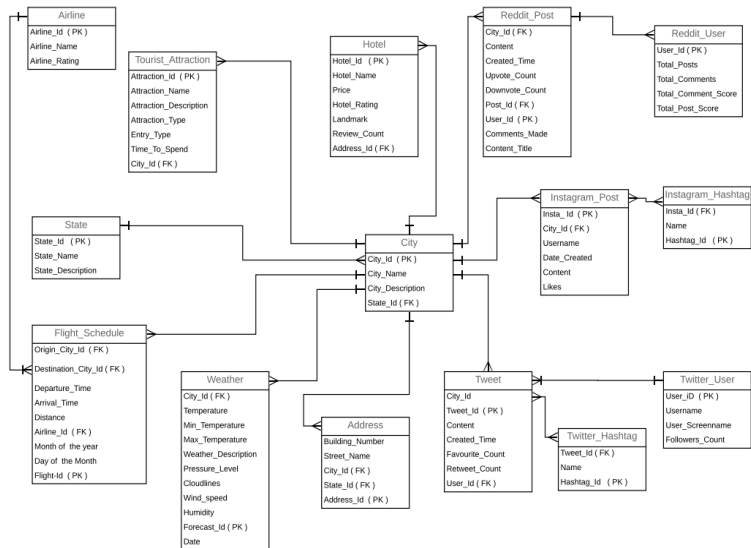 Airline
Airline_Id ( PK )
Airline_Name
Airline_Rating
Tourist_Attraction
Attraction_Id ( PK )
Attraction_Name
Attraction_Description
Attraction_Type
Entry_Type
Time_To_Spend
City_Id ( FK )
Hotel
Hotel_Id ( PK )
Hotel_Name
Price
Hotel_Rating
Landmark
Review_Count
Address_Id ( FK )
Reddit_Post
City_Id ( FK )
Content
Created_Time
Upvote_Count
Downvote_Count
Post_Id ( FK )
User_Id ( PK )
Comments_Made
Content_Title
Reddit_User
User_Id ( PK )
Total_Posts
Total_Comments
Total_Comment_Score
Total_Post_Score
State
State_Id ( PK )
State_Name
State_Description
City
City_Id ( PK )
City_Name
City_Description
State_Id ( FK )
Instagram_Post
Insta_ Id ( PK )
City_Id ( FK )
Username
Date_Created
Content
Likes
Instagram_Hashtag
Insta_Id ( FK )
Name
Hashtag_Id ( PK )
Flight_Schedule
Origin_City_Id ( FK )
Destination_City_Id ( FK )
Departure_Time
Arrival_Time
Distance
Airline_Id ( FK )
Month of the year
Day of the Month
Flight-Id ( PK )
Weather
City_Id ( FK )
Temperature
Min_Temperature
Max_Temperature
Weather_Description
Pressure_Level
Cloudlines
Wind_speed
Humidity
Forecast_Id ( PK )
Date
Address
Building_Number
Street_Name
City_Id ( FK )
State_Id ( FK )
Address_Id ( PK )
Tweet
City_Id
Tweet_Id ( PK )
Content
Created_Time
Favourite_Count
Retweet_Count
User_Id ( FK )
Twitter_Hashtag
Tweet_Id ( FK )
Name
Hashtag_Id ( PK )
Twitter_User
User_iD ( PK )
Username
User_Screenname
Followers_Count